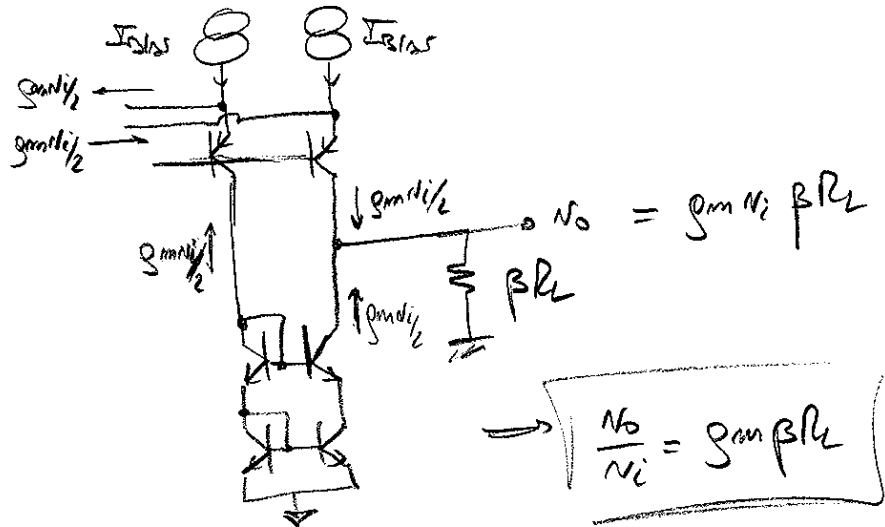 IBIAS
IBIAS
gmvi/2
gmvi/2
gmvi/2
gmvi/2
gmvi/2
vo = gm vi βRL
βRL
→ vo/vi = gm βRL